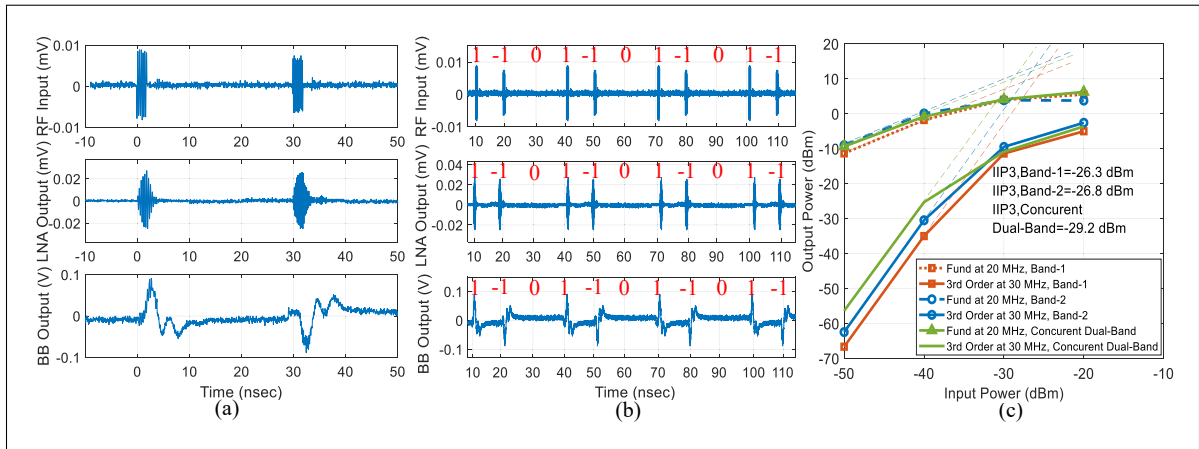 RF Input (mV)
0.01
0
-0.01
-10 0 10 20 30 40 50
LNA Output (mV)
0.02
0
-0.02
-10 0 10 20 30 40 50
BB Output (V)
0.1
0
-0.1
-10 0 10 20 30 40 50
Time (nsec)
(a)
RF Input (mV)
0.01
0
-0.01
1 -1 0 1 -1 0 1 -1 0 1 -1
10 20 30 40 50 60 70 80 90 100 110
LNA Output (mV)
0.04
0.02
0
-0.02
1 -1 0 1 -1 0 1 -1 0 1 -1
10 20 30 40 50 60 70 80 90 100 110
BB Output (V)
0.1
0
-0.1
1 -1 0 1 -1 0 1 -1 0 1 -1
10 20 30 40 50 60 70 80 90 100 110
Time (nsec)
(b)
Output Power (dBm)
20
10
-0
-10
-20
-30
-40
-50
-60
-70
IIP3,Band-1=-26.3 dBm
IIP3,Band-2=-26.8 dBm
IIP3,Concurent
Dual-Band=-29.2 dBm
Fund at 20 MHz, Band-1
3rd Order at 30 MHz, Band-1
Fund at 20 MHz, Band-2
3rd Order at 30 MHz, Band-2
Fund at 20 MHz, Concurent Dual-Band
3rd Order at 30 MHz, Concurent Dual-Band
-50 -40 -30 -20 -10
Input Power (dBm)
(c)